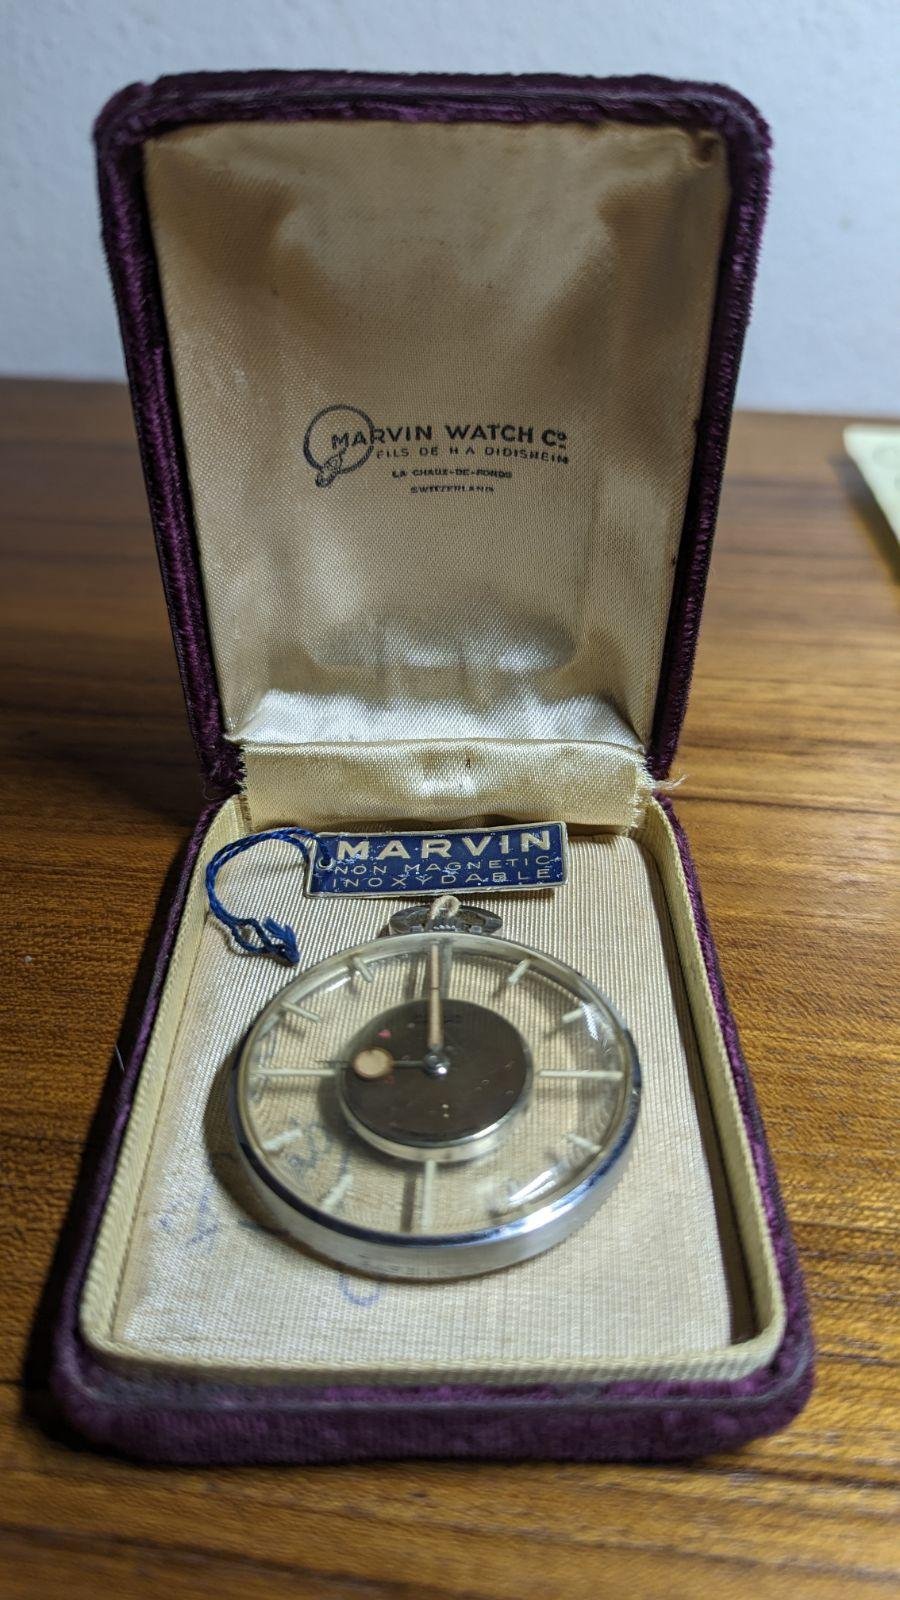 MARVIN WATCH Cº
FILS DE H A DIDISHEIM
LA CHAUX-DE-FONDS
SWITZERLAND
MARVIN
NON MAGNETIC
INOXYDABLE